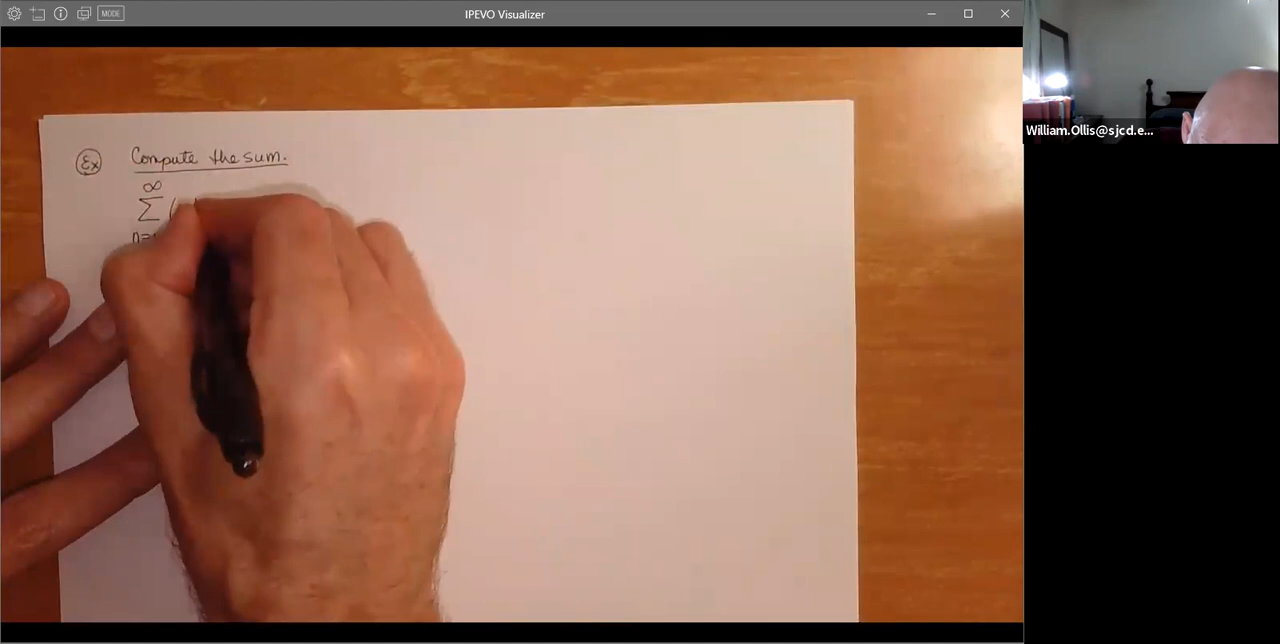 IPEVO Visualizer
MODE
William.Ollis@sjcd.e...
Ex Compute the sum.
∞
Σ (
n=